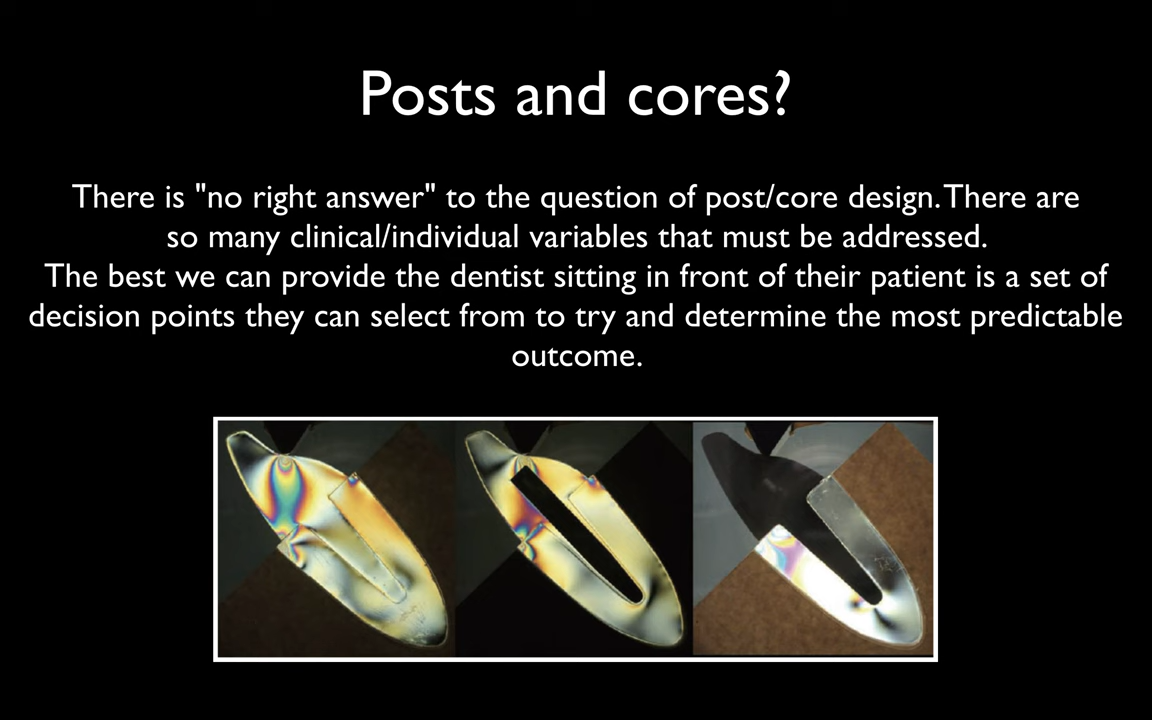 Posts and cores?
There is "no right answer" to the question of post/core design. There are
so many clinical/individual variables that must be addressed.
The best we can provide the dentist sitting in front of their patient is a set of
decision points they can select from to try and determine the most predictable
outcome.